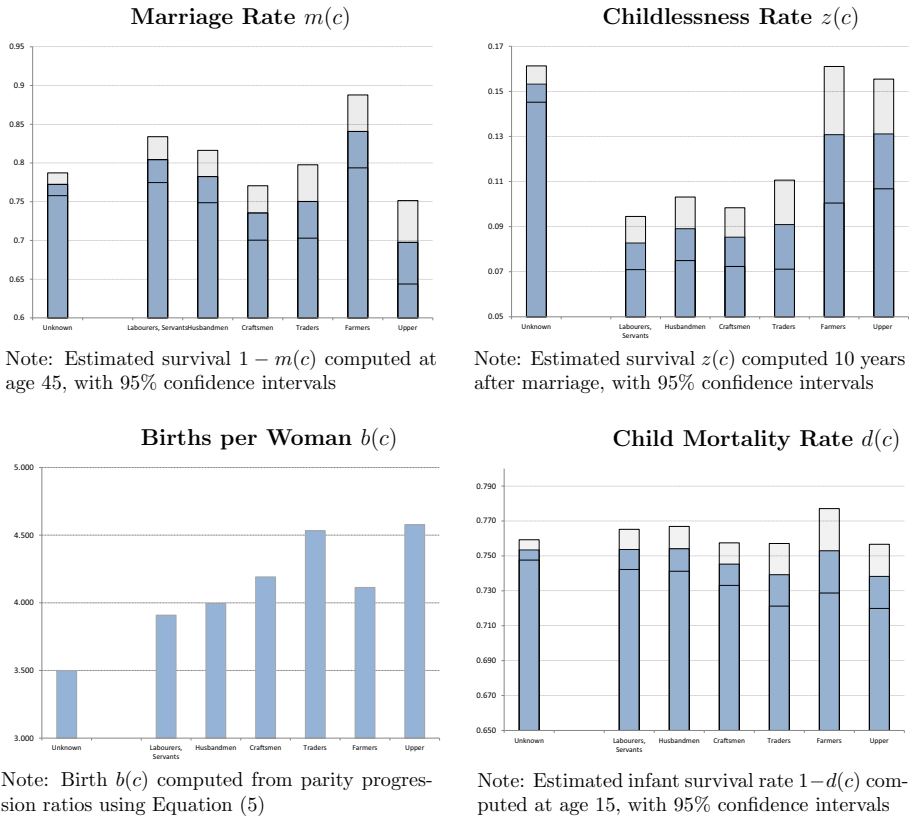 Marriage Rate m(c)
0.95
0.9
0.85
0.8
0.75
0.7
0.65
0.6
Unknown Labourers, Servants Husbandmen Craftsmen Traders Farmers Upper
Note: Estimated survival 1 − m(c) computed at
age 45, with 95% confidence intervals
Childlessness Rate z(c)
0.17
0.15
0.13
0.11
0.09
0.07
0.05
Unknown Labourers, Husbandmen Craftsmen Traders Farmers Upper
Servants
Note: Estimated survival z(c) computed 10 years
after marriage, with 95% confidence intervals
Births per Woman b(c)
5.000
4.500
4.000
3.500
3.000
Unknown Labourers, Husbandmen Craftsmen Traders Farmers Upper
Servants
Note: Birth b(c) computed from parity progres-
sion ratios using Equation (5)
Child Mortality Rate d(c)
0.790
0.770
0.750
0.730
0.710
0.690
0.670
0.650
Unknown Labourers, Husbandmen Craftsmen Traders Farmers Upper
Servants
Note: Estimated infant survival rate 1−d(c) com-
puted at age 15, with 95% confidence intervals